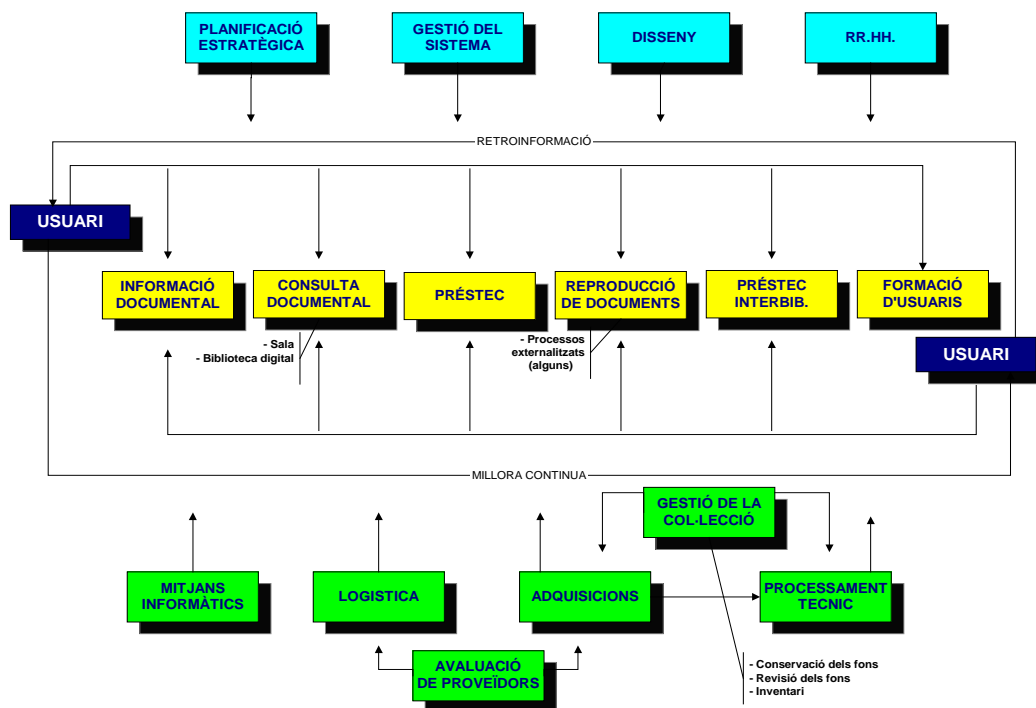 PLANIFICACIÓ
ESTRATÈGICA
GESTIÓ DEL
SISTEMA
DISSENY
RR.HH.
RETROINFORMACIÓ
USUARI
INFORMACIÓ
DOCUMENTAL
CONSULTA
DOCUMENTAL
PRÉSTEC
REPRODUCCIÓ
DE DOCUMENTS
PRÉSTEC
INTERBIB.
FORMACIÓ
D'USUARIS
- Sala
- Biblioteca digital
- Processos
externalitzats
(alguns)
USUARI
MILLORA CONTINUA
GESTIÓ DE LA
COL·LECCIÓ
MITJANS
INFORMÀTICS
LOGISTICA
ADQUISICIONS
PROCESSAMENT
TECNIC
AVALUACIÓ
DE PROVEÏDORS
- Conservació dels fons
- Revisió dels fons
- Inventari